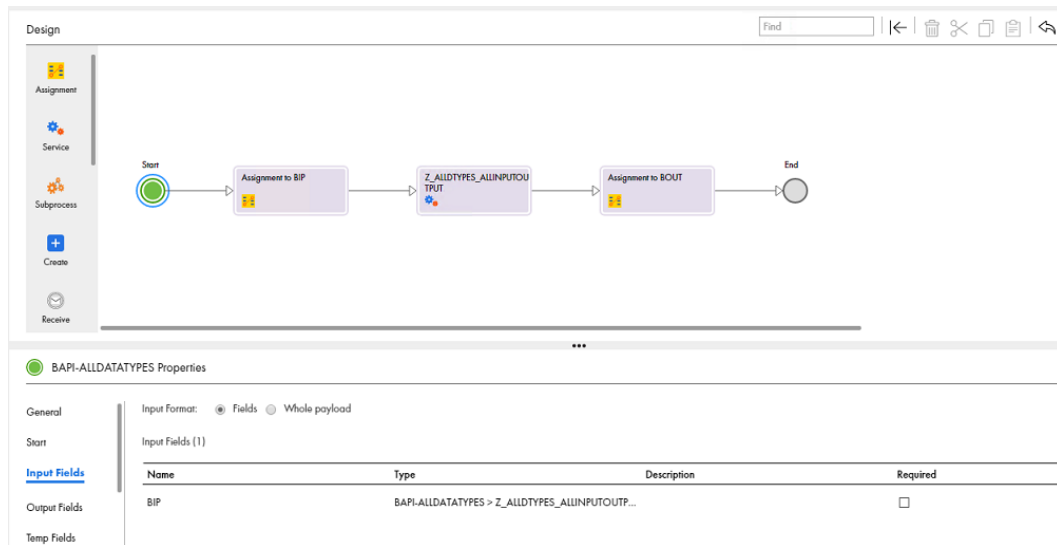 Design
Find
Assignment
Service
Subprocess
Create
Receive
Start
Assignment to BIP
Z_ALLDTYPES_ALLINPUTOU
TPUT
Assignment to BOUT
End
BAPI-ALLDATATYPES Properties
General
Start
Input Fields
Output Fields
Temp Fields
Input Format: Fields Whole payload
Input Fields (1)
Name Type Description Required
BIP BAPI-ALLDATATYPES > Z_ALLDTYPES_ALLINPUTOUTP...